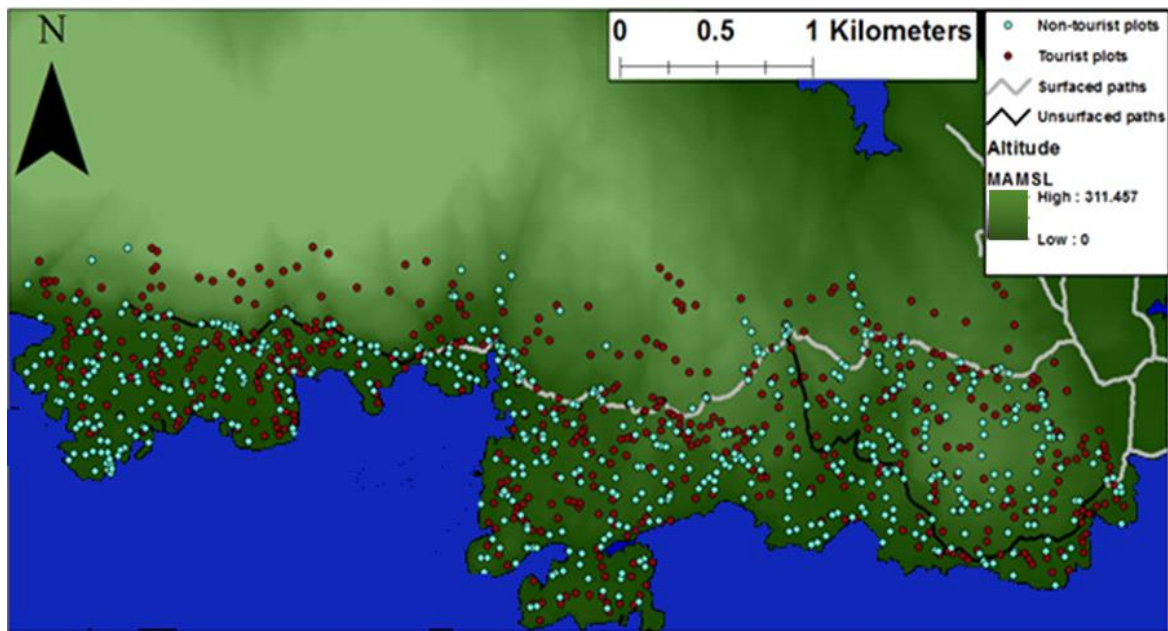 N
0 0.5 1 Kilometers
Non-tourist plots
Tourist plots
Surfaced paths
Unsurfaced paths
Altitude
MAMSL
High : 311.457
Low : 0